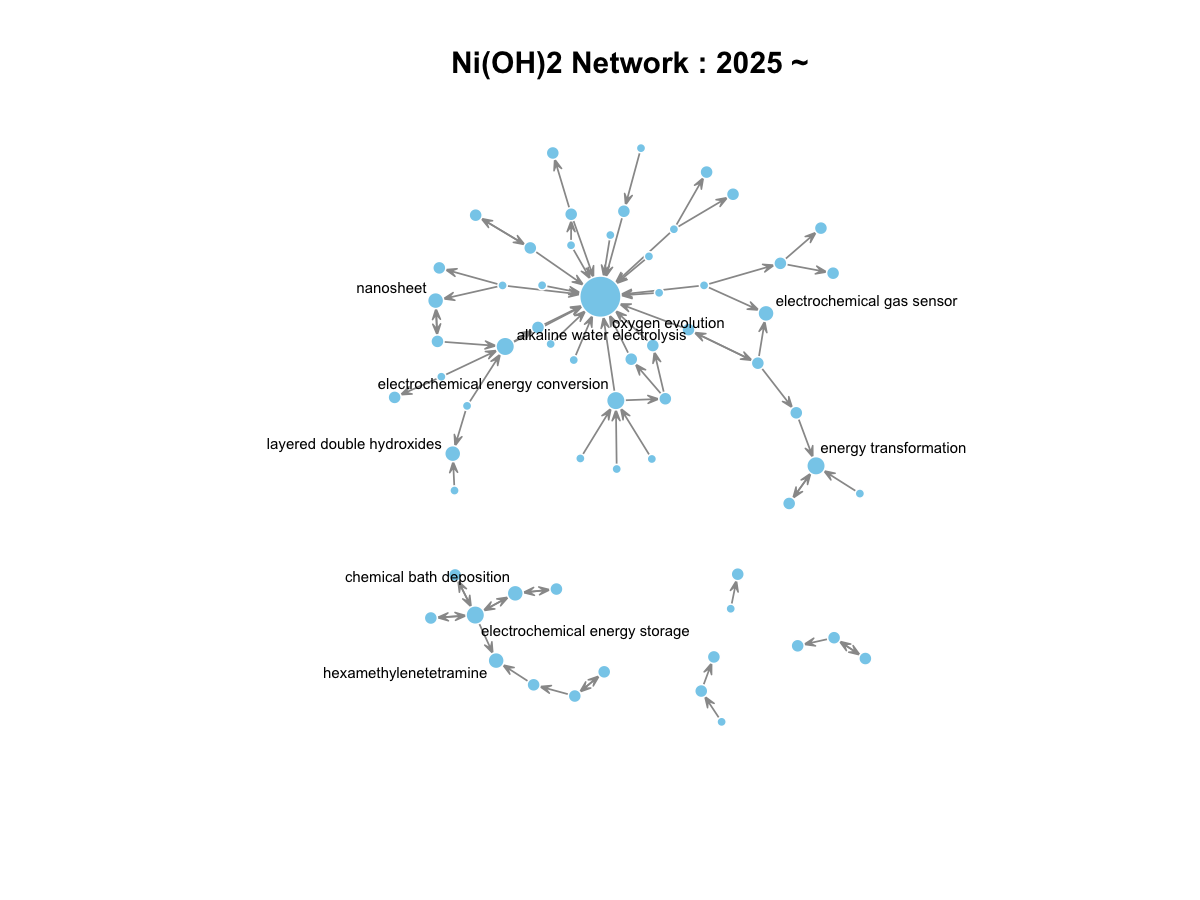 Ni(OH)2 Network : 2025 ~
nanosheet
electrochemical gas sensor
oxygen evolution
alkaline water electrolysis
electrochemical energy conversion
layered double hydroxides
energy transformation
chemical bath deposition
electrochemical energy storage
hexamethylenetetramine